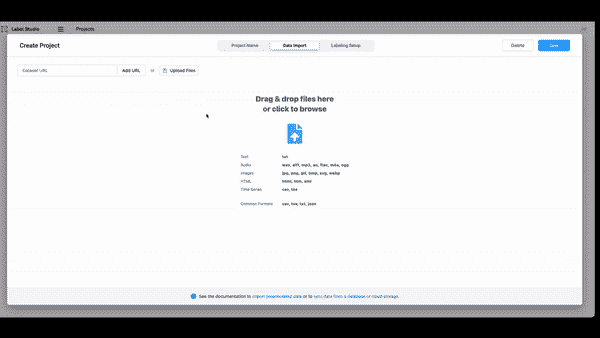 Label Studio Projects
Create Project Project Name Data Import Labeling Setup Delete Save
Dataset URL Add URL or Upload Files
Drag & drop files here
or click to browse
Text txt
Audio wav, aiff, mp3, au, flac, m4a, ogg
Images jpg, png, gif, bmp, svg, webp
HTML html, htm, xml
Time Series csv, tsv
Common Formats csv, tsv, txt, json
See the documentation to import preannotated data or to sync data from a database or cloud storage.